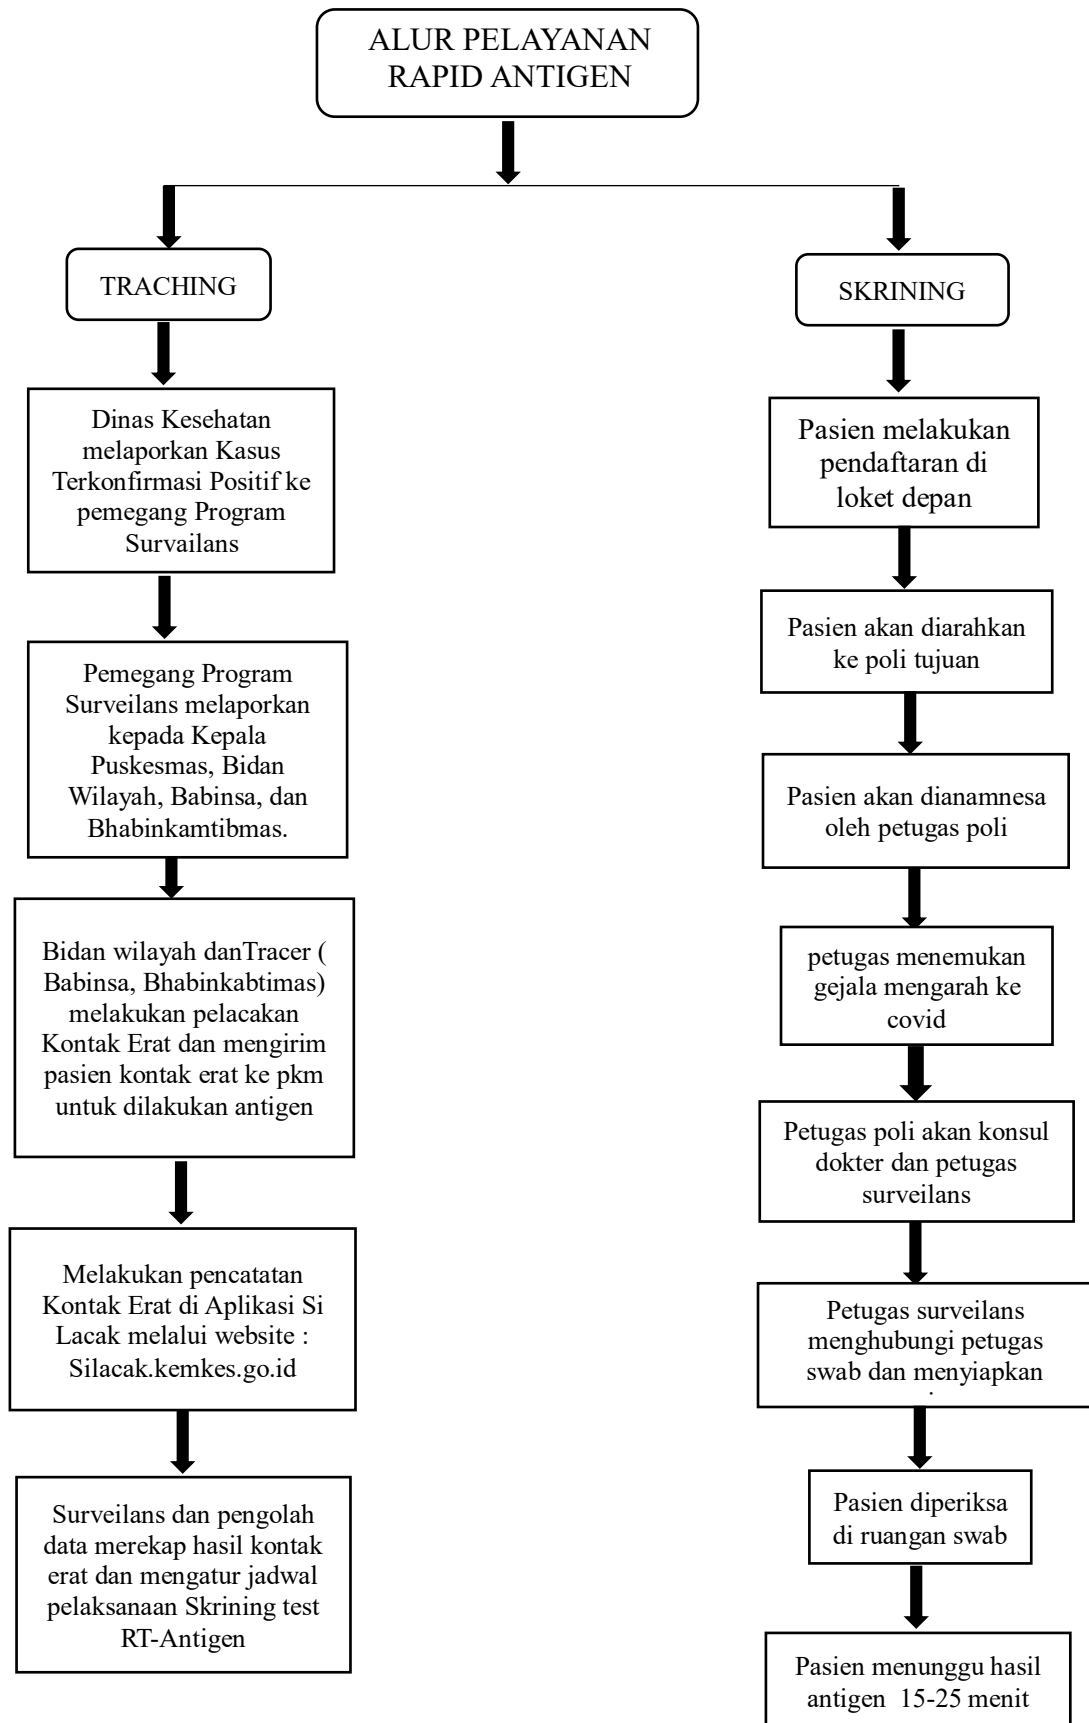 ALUR PELAYANAN
RAPID ANTIGEN
TRACHING
Dinas Kesehatan
melaporkan Kasus
Terkonfirmasi Positif ke
pemegang Program
Survailans
Pemegang Program
Surveilans melaporkan
kepada Kepala
Puskesmas, Bidan
Wilayah, Babinsa, dan
Bhabinkamtibmas.
Bidan wilayah danTracer (
Babinsa, Bhabinkabtimas)
melakukan pelacakan
Kontak Erat dan mengirim
pasien kontak erat ke pkm
untuk dilakukan antigen
Melakukan pencatatan
Kontak Erat di Aplikasi Si
Lacak melalui website :
Silacak.kemkes.go.id
Surveilans dan pengolah
data merekap hasil kontak
erat dan mengatur jadwal
pelaksanaan Skrining test
RT-Antigen
SKRINING
Pasien melakukan
pendaftaran di
loket depan
Pasien akan diarahkan
ke poli tujuan
Pasien akan dianamnesa
oleh petugas poli
petugas menemukan
gejala mengarah ke
covid
Petugas poli akan konsul
dokter dan petugas
surveilans
Petugas surveilans
menghubungi petugas
swab dan menyiapkan
Pasien diperiksa
di ruangan swab
Pasien menunggu hasil
antigen  15-25 menit